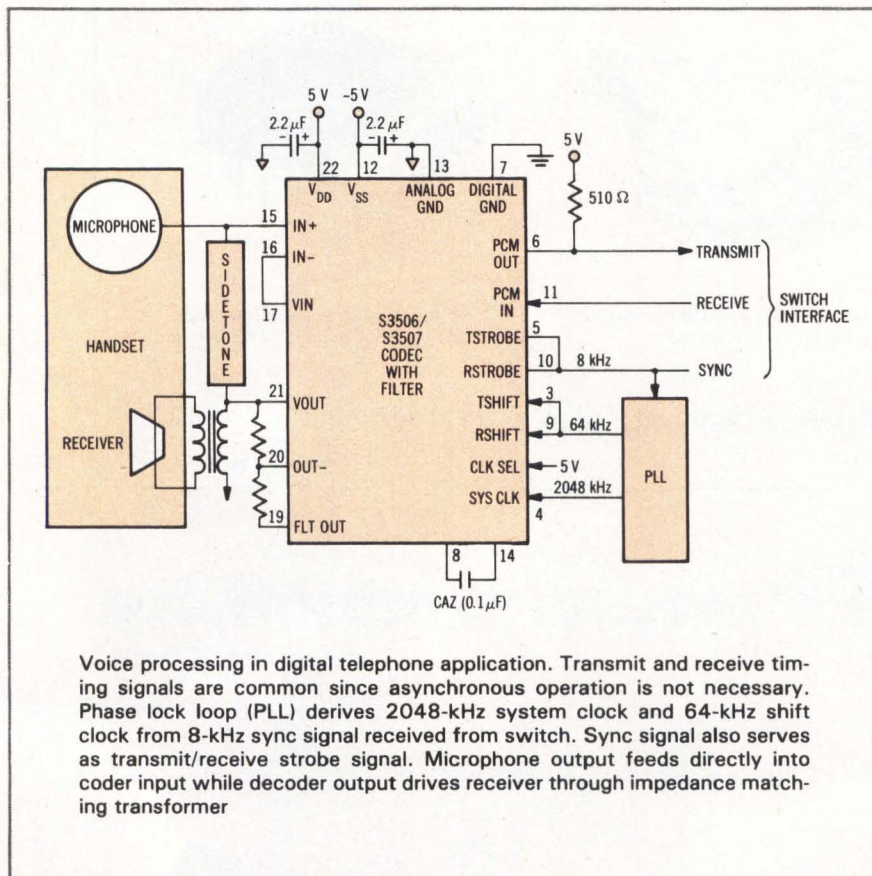 5 V
-5 V
2.2 µF
2.2 µF
5 V
- +
- +
22
12
13
7
510 Ω
V_DD
V_SS
ANALOG
GND
DIGITAL
GND
MICROPHONE
15
IN+
16
IN-
17
VIN
SIDETONE
HANDSET
RECEIVER
21
VOUT
20
OUT-
19
FLT OUT
S3506/
S3507
CODEC
WITH
FILTER
PCM
OUT
6
TRANSMIT
PCM
IN
11
RECEIVE
SWITCH
INTERFACE
TSTROBE
5
RSTROBE
10
8 kHz
SYNC
TSHIFT
3
RSHIFT
9
64 kHz
CLK SEL
5 V
SYS CLK
2048 kHz
4
PLL
8
14
CAZ (0.1 µF)
Voice processing in digital telephone application. Transmit and receive tim-
ing signals are common since asynchronous operation is not necessary.
Phase lock loop (PLL) derives 2048-kHz system clock and 64-kHz shift
clock from 8-kHz sync signal received from switch. Sync signal also serves
as transmit/receive strobe signal. Microphone output feeds directly into
coder input while decoder output drives receiver through impedance match-
ing transformer